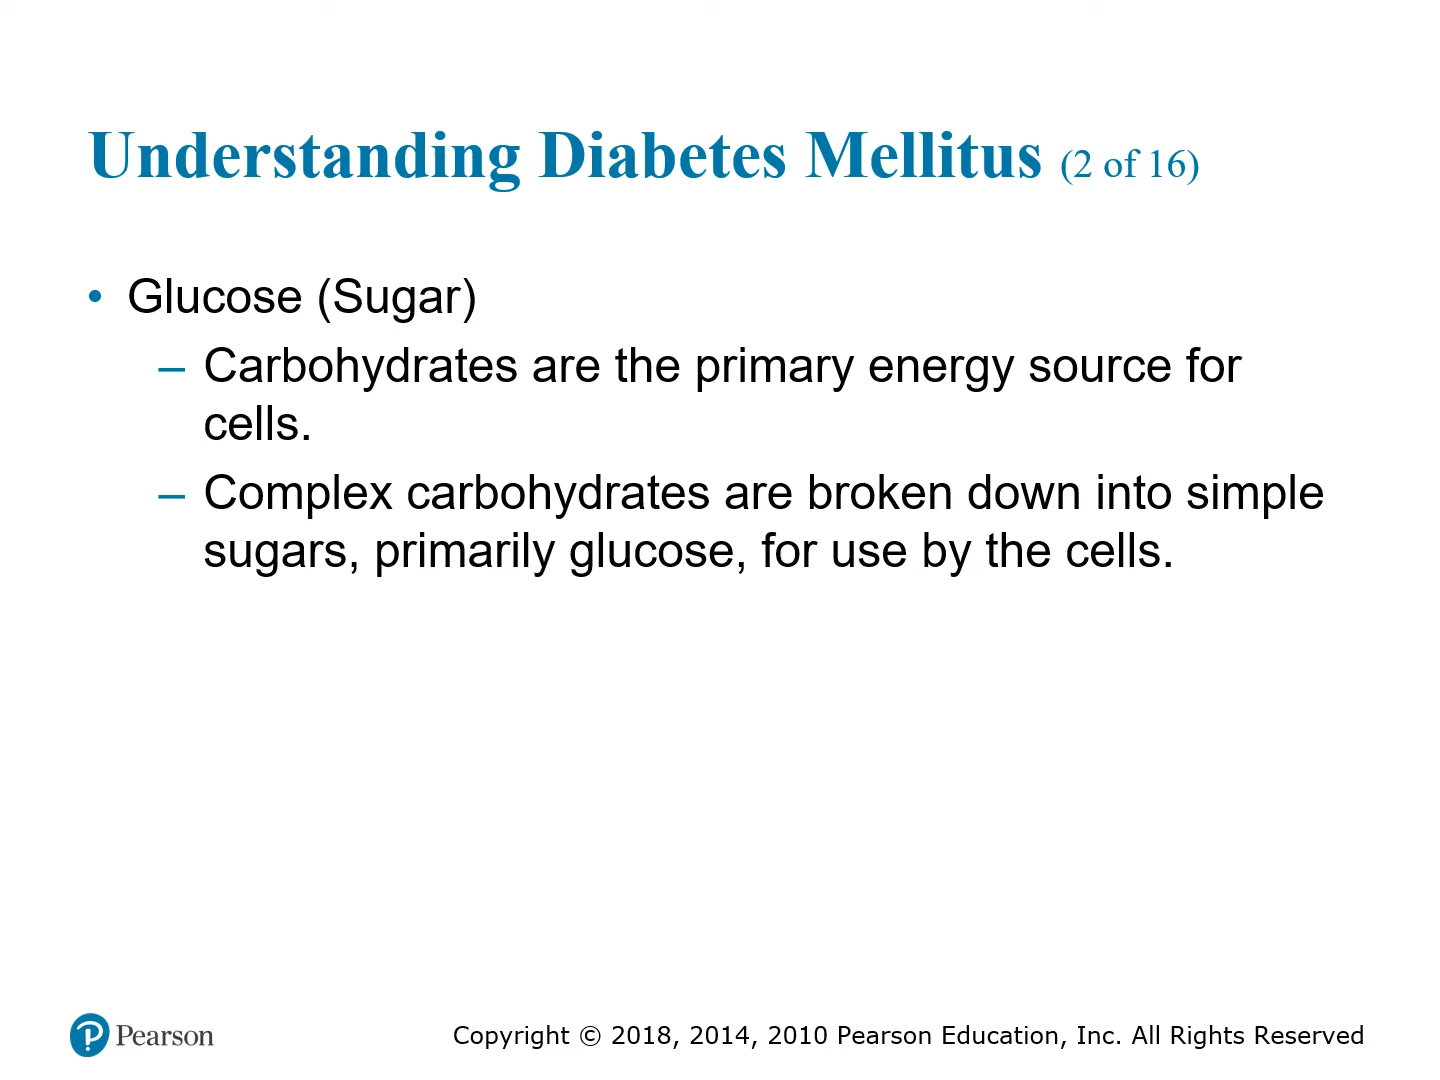 Understanding Diabetes Mellitus (2 of 16)
• Glucose (Sugar)
– Carbohydrates are the primary energy source for
cells.
– Complex carbohydrates are broken down into simple
sugars, primarily glucose, for use by the cells.
P Pearson
Copyright © 2018, 2014, 2010 Pearson Education, Inc. All Rights Reserved